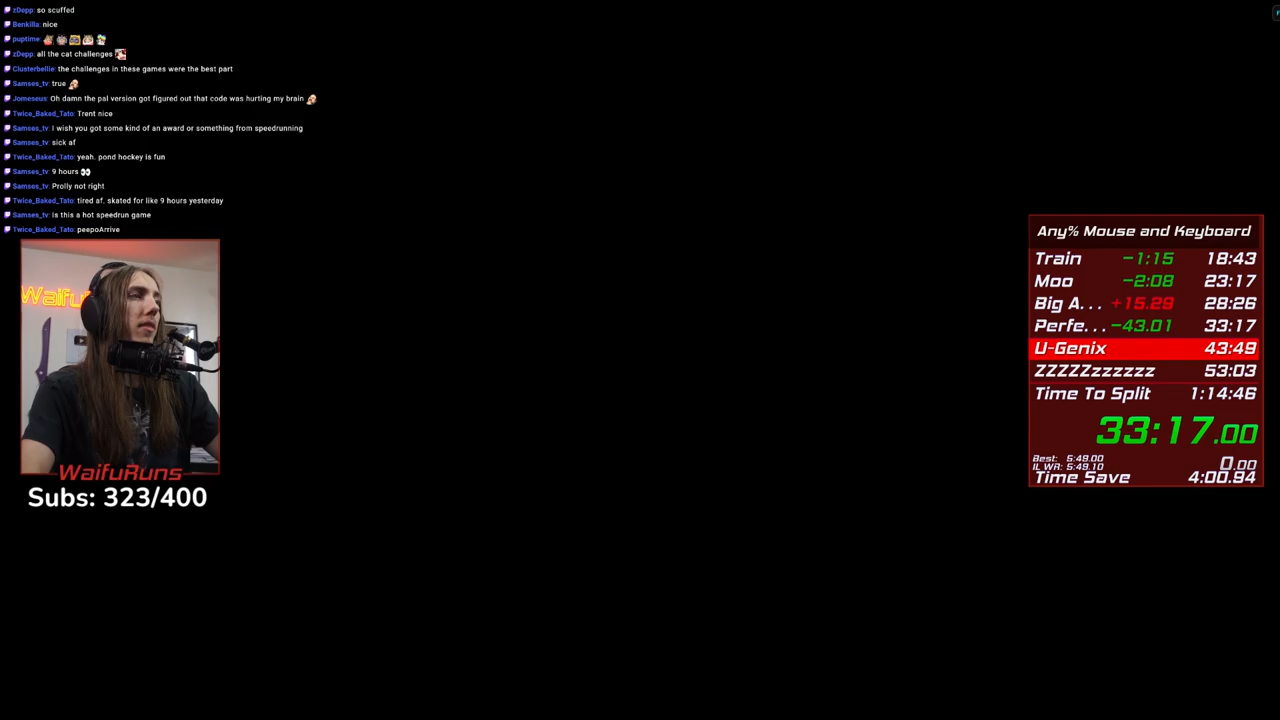 zDepp: so scuffed
Benkilla: nice
puptime:
zDepp: all the cat challenges
Clusterbellie: the challenges in these games were the best part
Samses_tv: true
Jomeseus: Oh damn the pal version got figured out that code was hurting my brain
Twice_Baked_Tato: Trent nice
Samses_tv: I wish you got some kind of an award or something from speedrunning
Samses_tv: sick af
Twice_Baked_Tato: yeah. pond hockey is fun
Samses_tv: 9 hours 👀
Samses_tv: Prolly not right
Twice_Baked_Tato: tired af. skated for like 9 hours yesterday
Samses_tv: Is this a hot speedrun game
Twice_Baked_Tato: peepoArrive
Waifu
WaifuRuns
Subs: 323/400
Any% Mouse and Keyboard
Train -1:15 18:43
Moo -2:08 23:17
Big A... +15.29 28:26
Perfe... -43.01 33:17
U-Genix 43:49
ZZZZZzzzzzz 53:03
Time To Split 1:14:46
33:17.00
Best: 5:49.00 0.00
IL WR: 5:49.10
Time Save 4:00.94